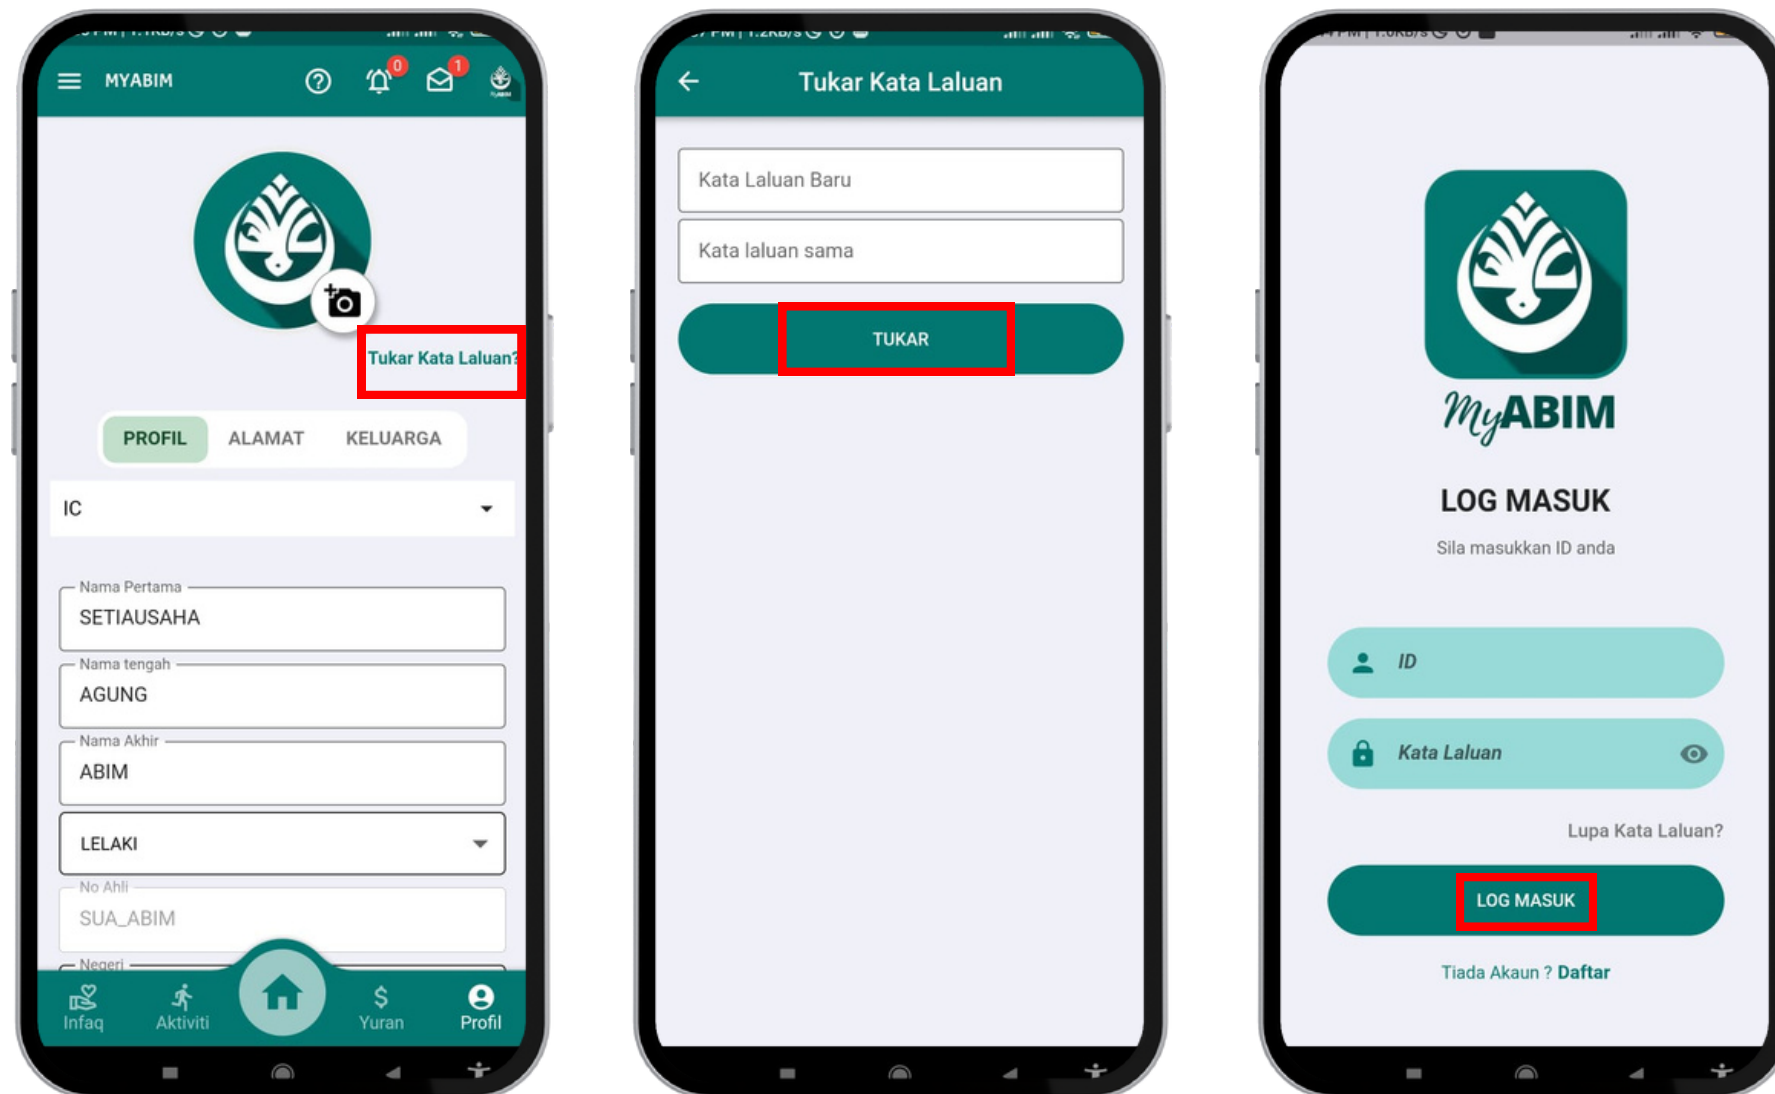 MYABIM
0
1
Tukar Kata Laluan?
PROFIL ALAMAT KELUARGA
IC
Nama Pertama
SETIAUSAHA
Nama tengah
AGUNG
Nama Akhir
ABIM
LELAKI
No Ahli
SUA_ABIM
Negeri
Infaq Aktiviti Yuran Profil
Tukar Kata Laluan
Kata Laluan Baru
Kata laluan sama
TUKAR
MyABIM
LOG MASUK
Sila masukkan ID anda
ID
Kata Laluan
Lupa Kata Laluan?
LOG MASUK
Tiada Akaun ? Daftar